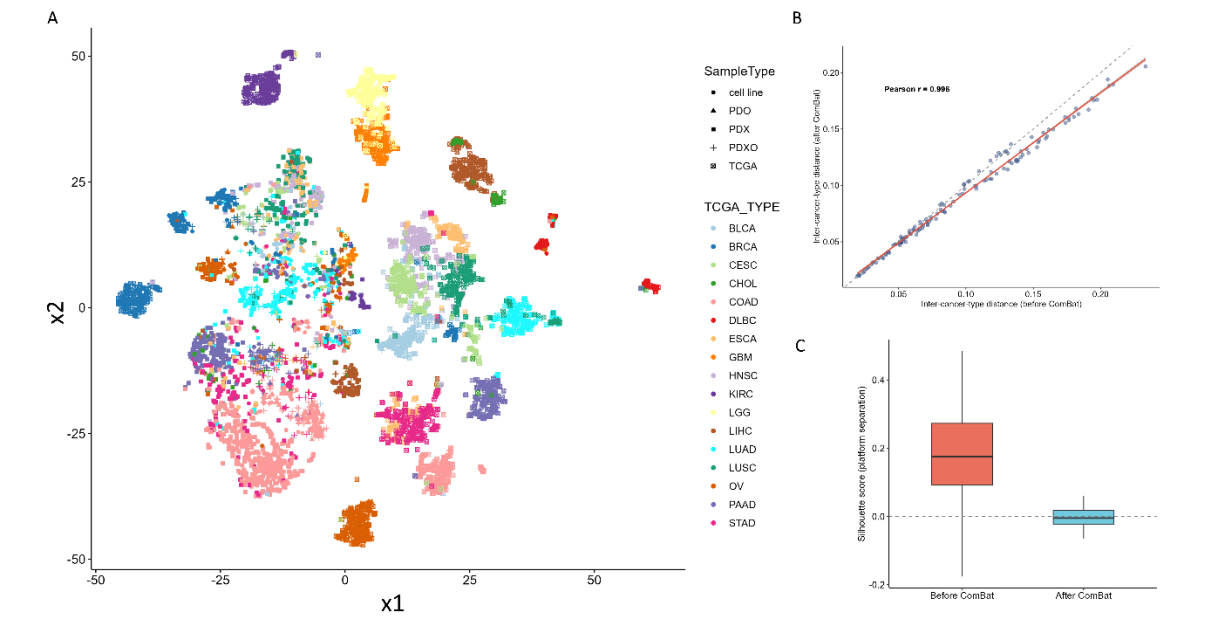 A
50
25
0
-25
-50
-50
-25
0
25
50
x1
x2
SampleType
cell line
PDO
PDX
PDXO
TCGA
TCGA_TYPE
BLCA
BRCA
CESC
CHOL
COAD
DLBC
ESCA
GBM
HNSC
KIRC
LGG
LIHC
LUAD
LUSC
OV
PAAD
STAD
B
Inter-cancer-type distance (after ComBat)
0.20
0.15
0.10
0.05
Pearson r = 0.996
0.05
0.10
0.15
0.20
Inter-cancer-type distance (before ComBat)
C
Silhouette score (platform separation)
0.4
0.2
0.0
-0.2
Before ComBat
After ComBat